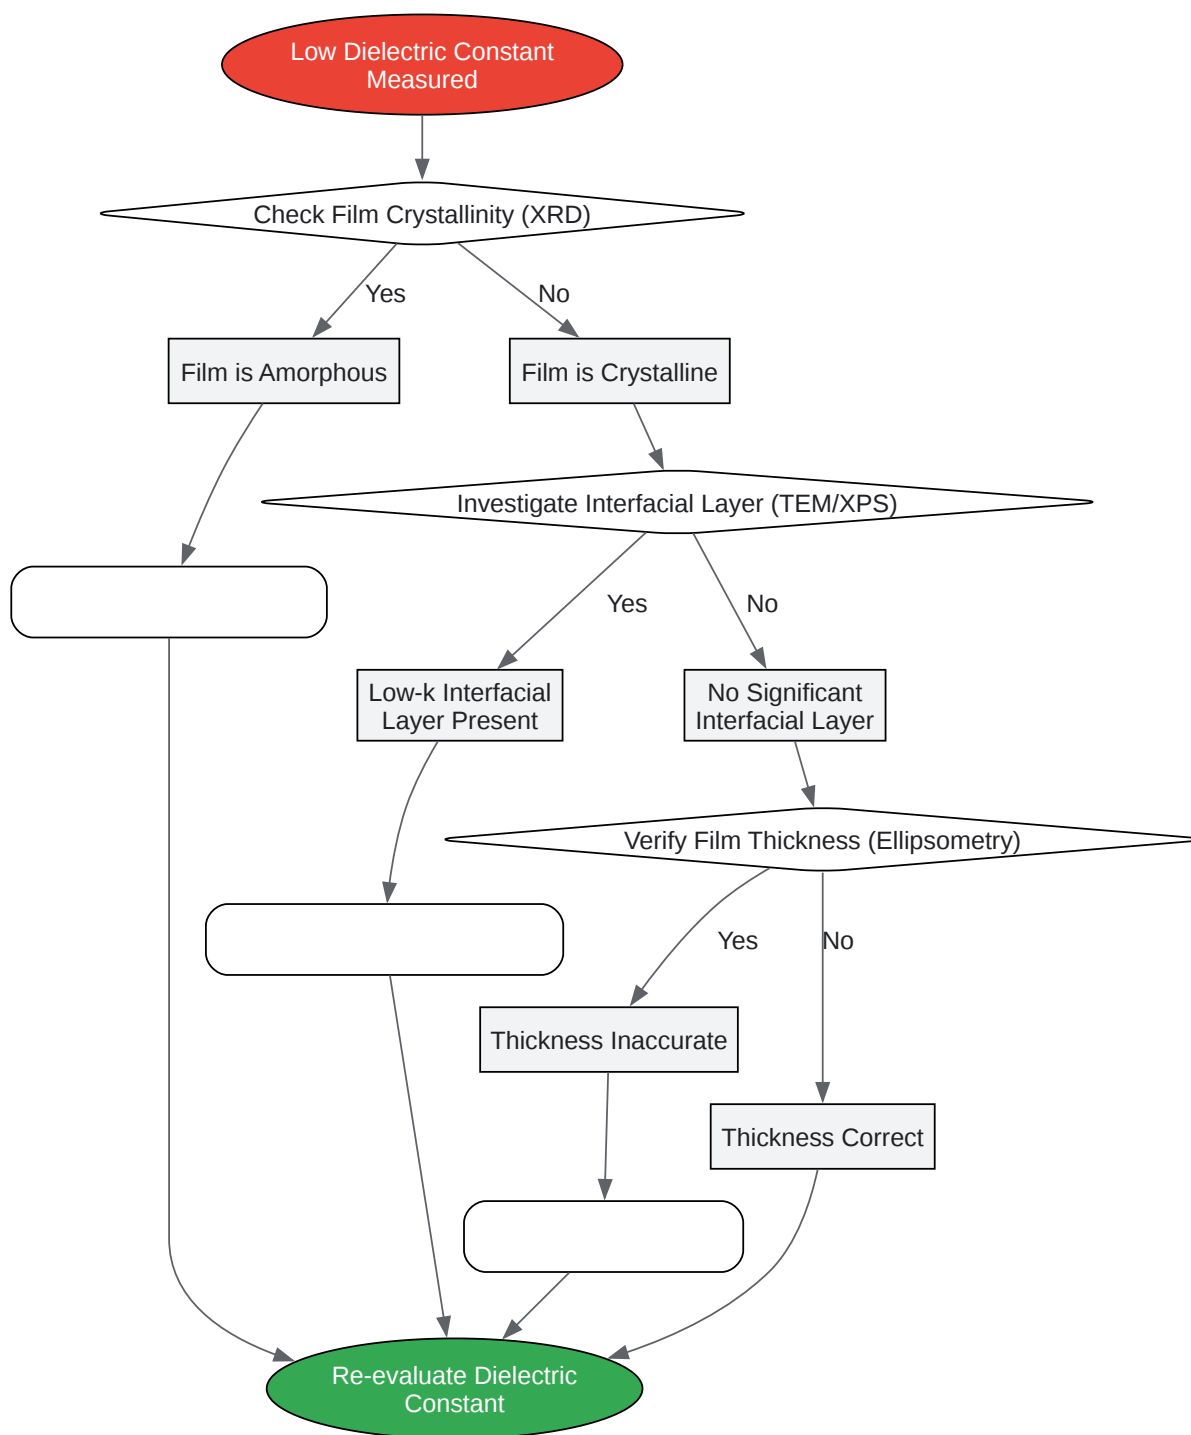 Low Dielectric Constant
Measured
Check Film Crystallinity (XRD)
Yes
No
Film is Amorphous
Film is Crystalline
Investigate Interfacial Layer (TEM/XPS)
Yes
No
Low-k Interfacial
Layer Present
No Significant
Interfacial Layer
Verify Film Thickness (Ellipsometry)
Yes
No
Thickness Inaccurate
Thickness Correct
Re-evaluate Dielectric
Constant